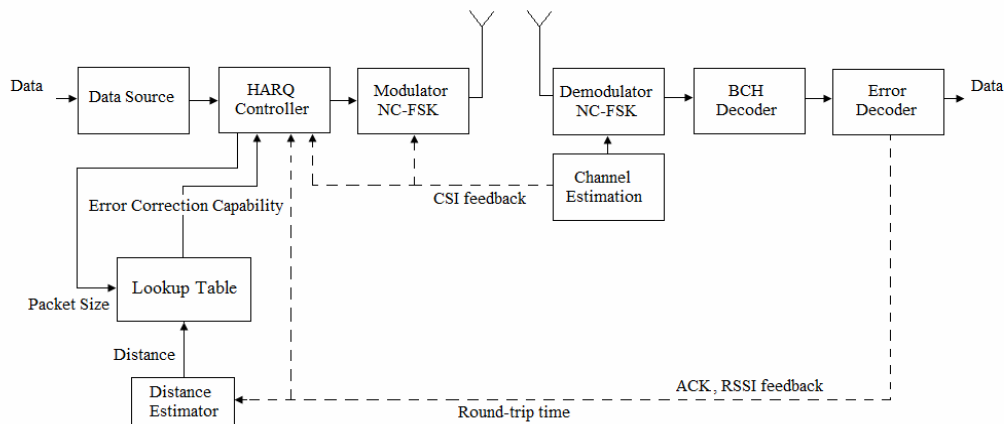 Data
Data Source
HARQ
Controller
Modulator
NC-FSK
Demodulator
NC-FSK
BCH
Decoder
Error
Decoder
Data
Channel
Estimation
CSI feedback
Error Correction Capability
Lookup Table
Packet Size
Distance
Distance
Estimator
ACK, RSSI feedback
Round-trip time